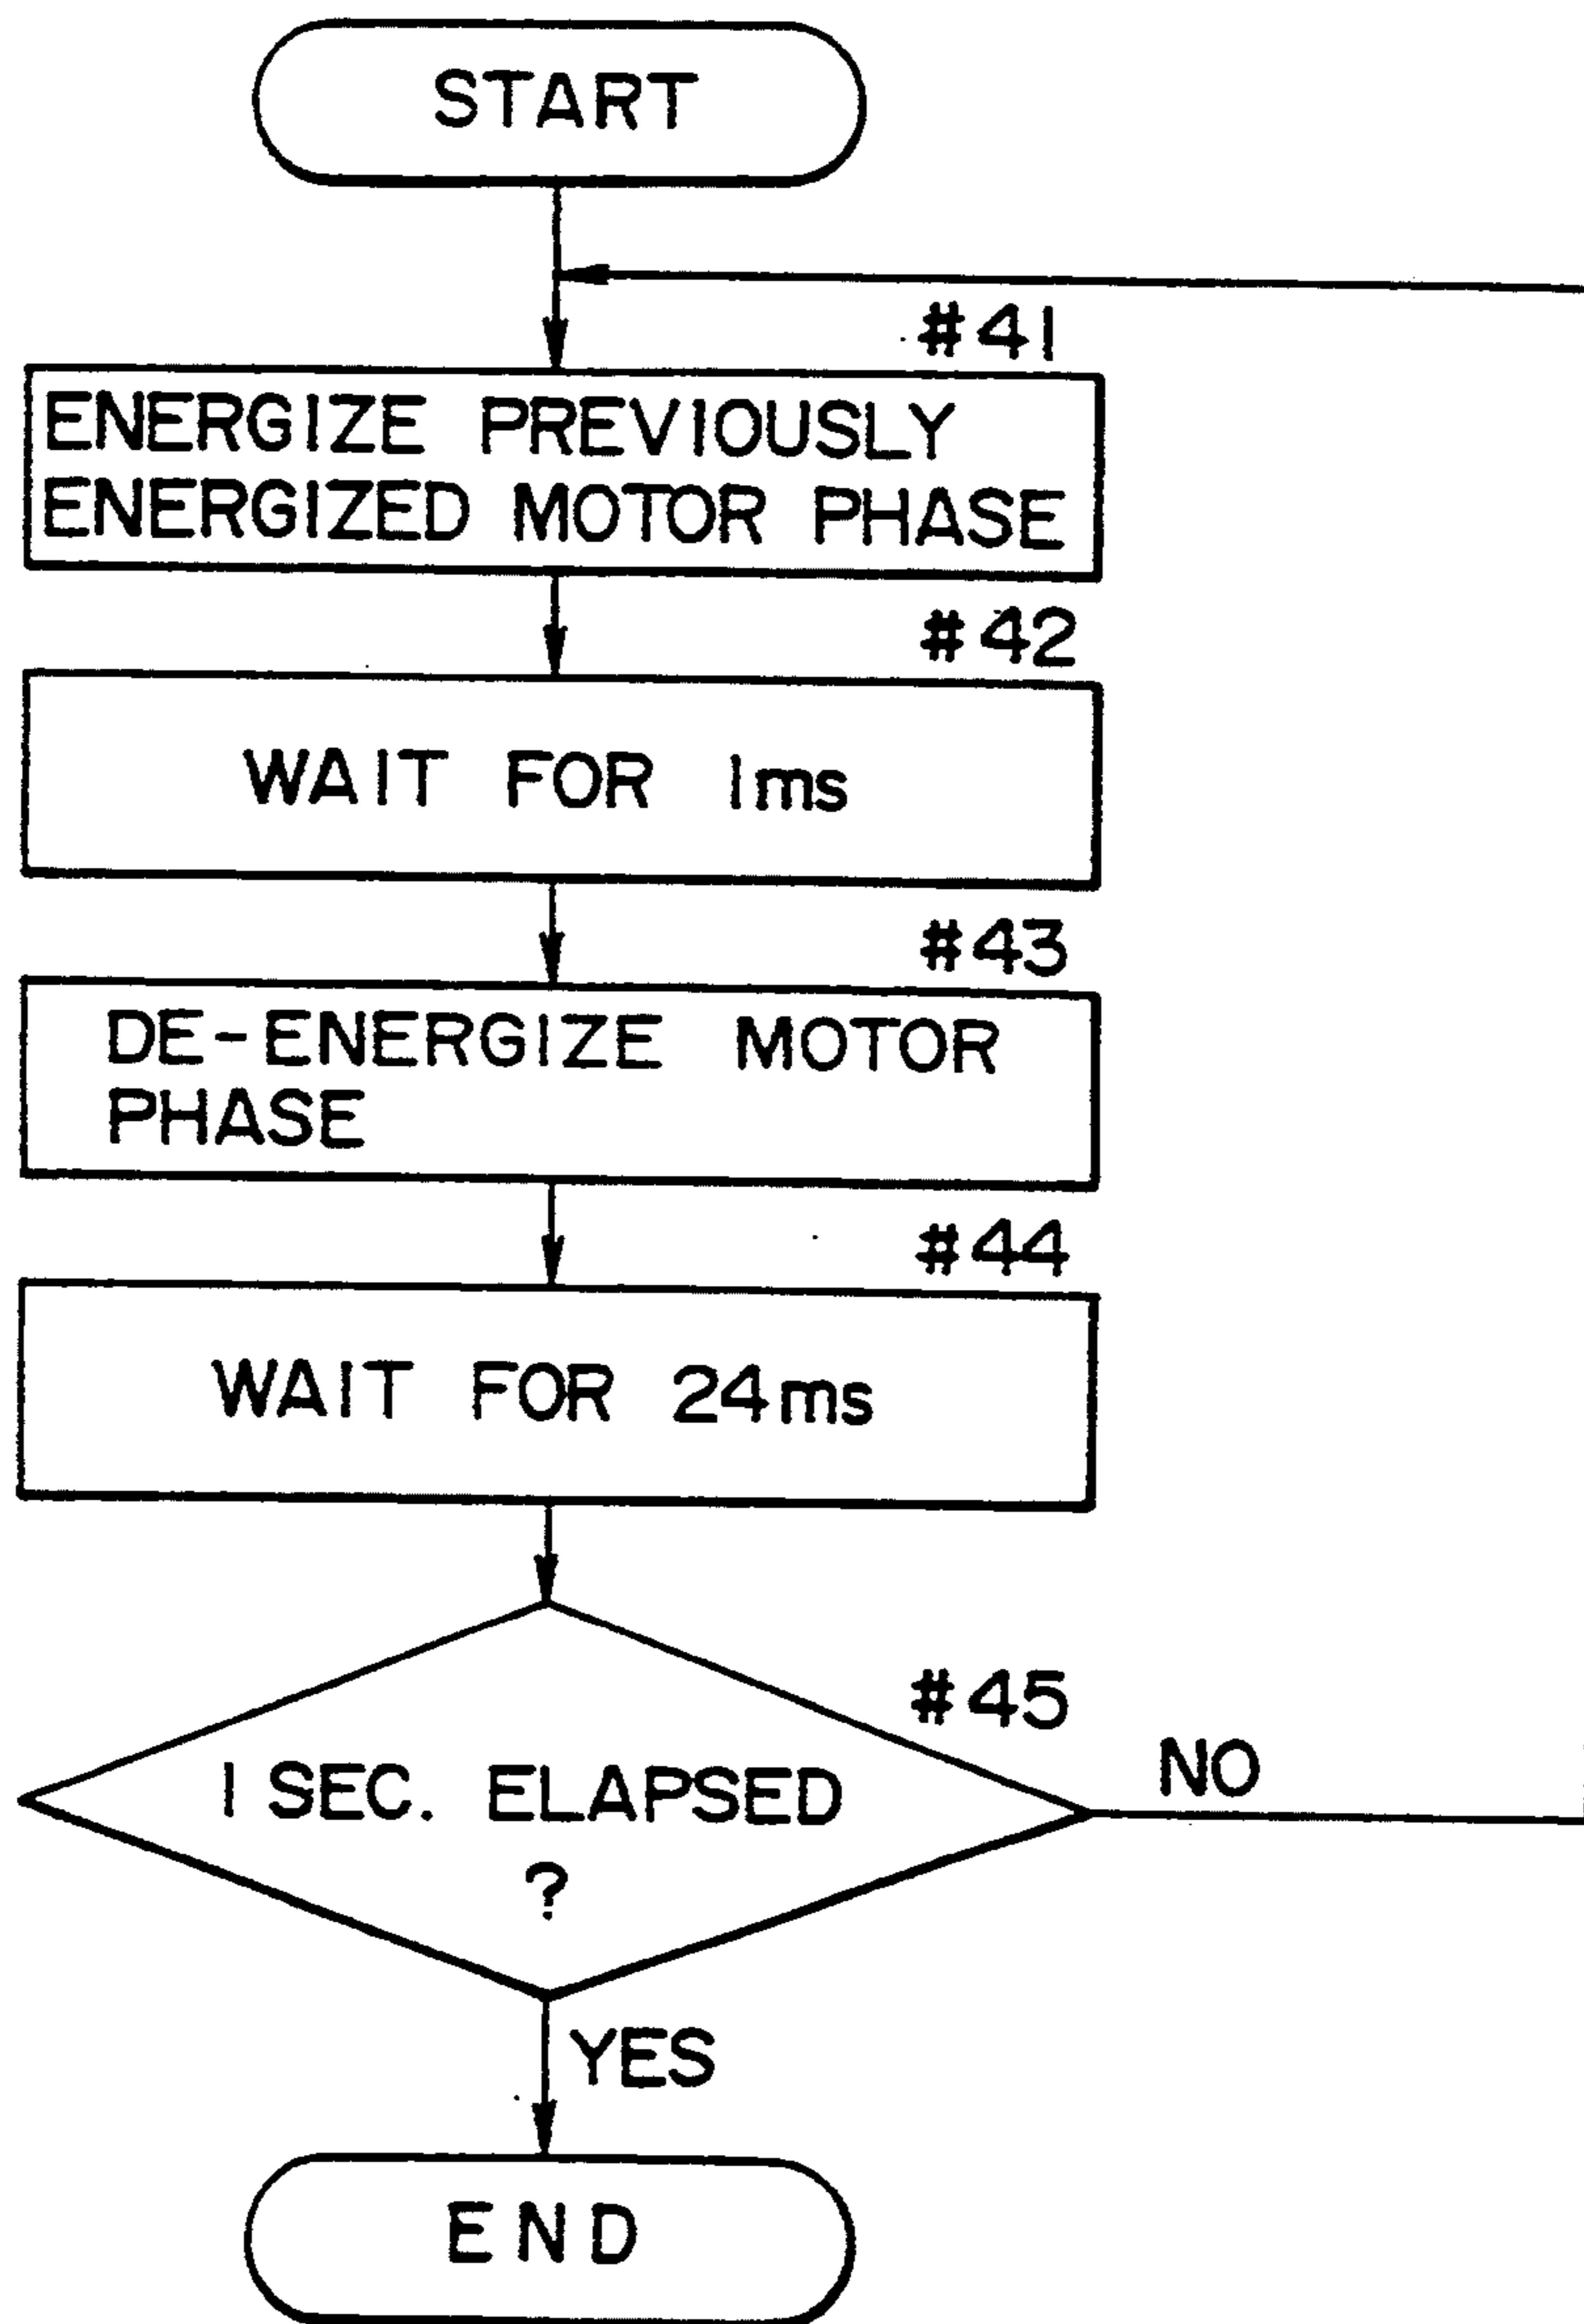 START
#41
ENERGIZE PREVIOUSLY
ENERGIZED MOTOR PHASE
#42
WAIT FOR 1ms
#43
DE-ENERGIZE MOTOR
PHASE
#44
WAIT FOR 24ms
#45
1 SEC. ELAPSED
?
NO
YES
END